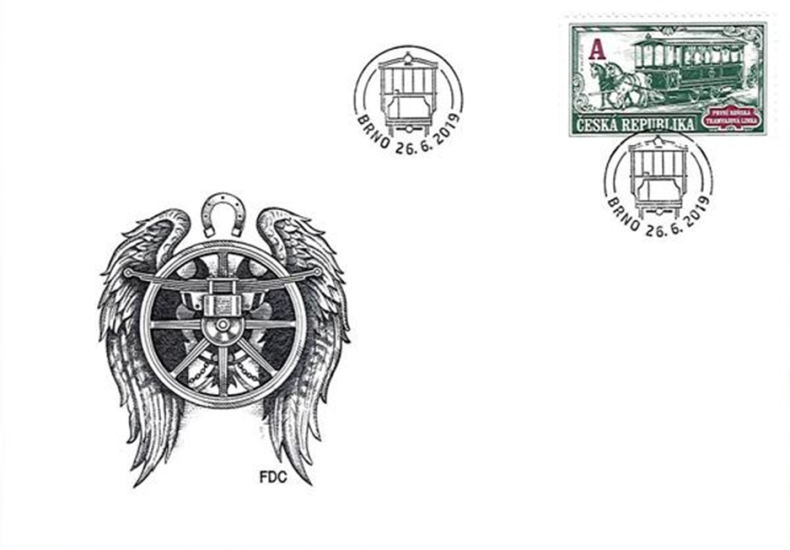 BRNO 26.6.2019
A
ČESKÁ REPUBLIKA
PRVNÍ KOŇSKÁ
TRAMVAJOVÁ LINKA
BRNO 26.6.2019
FDC